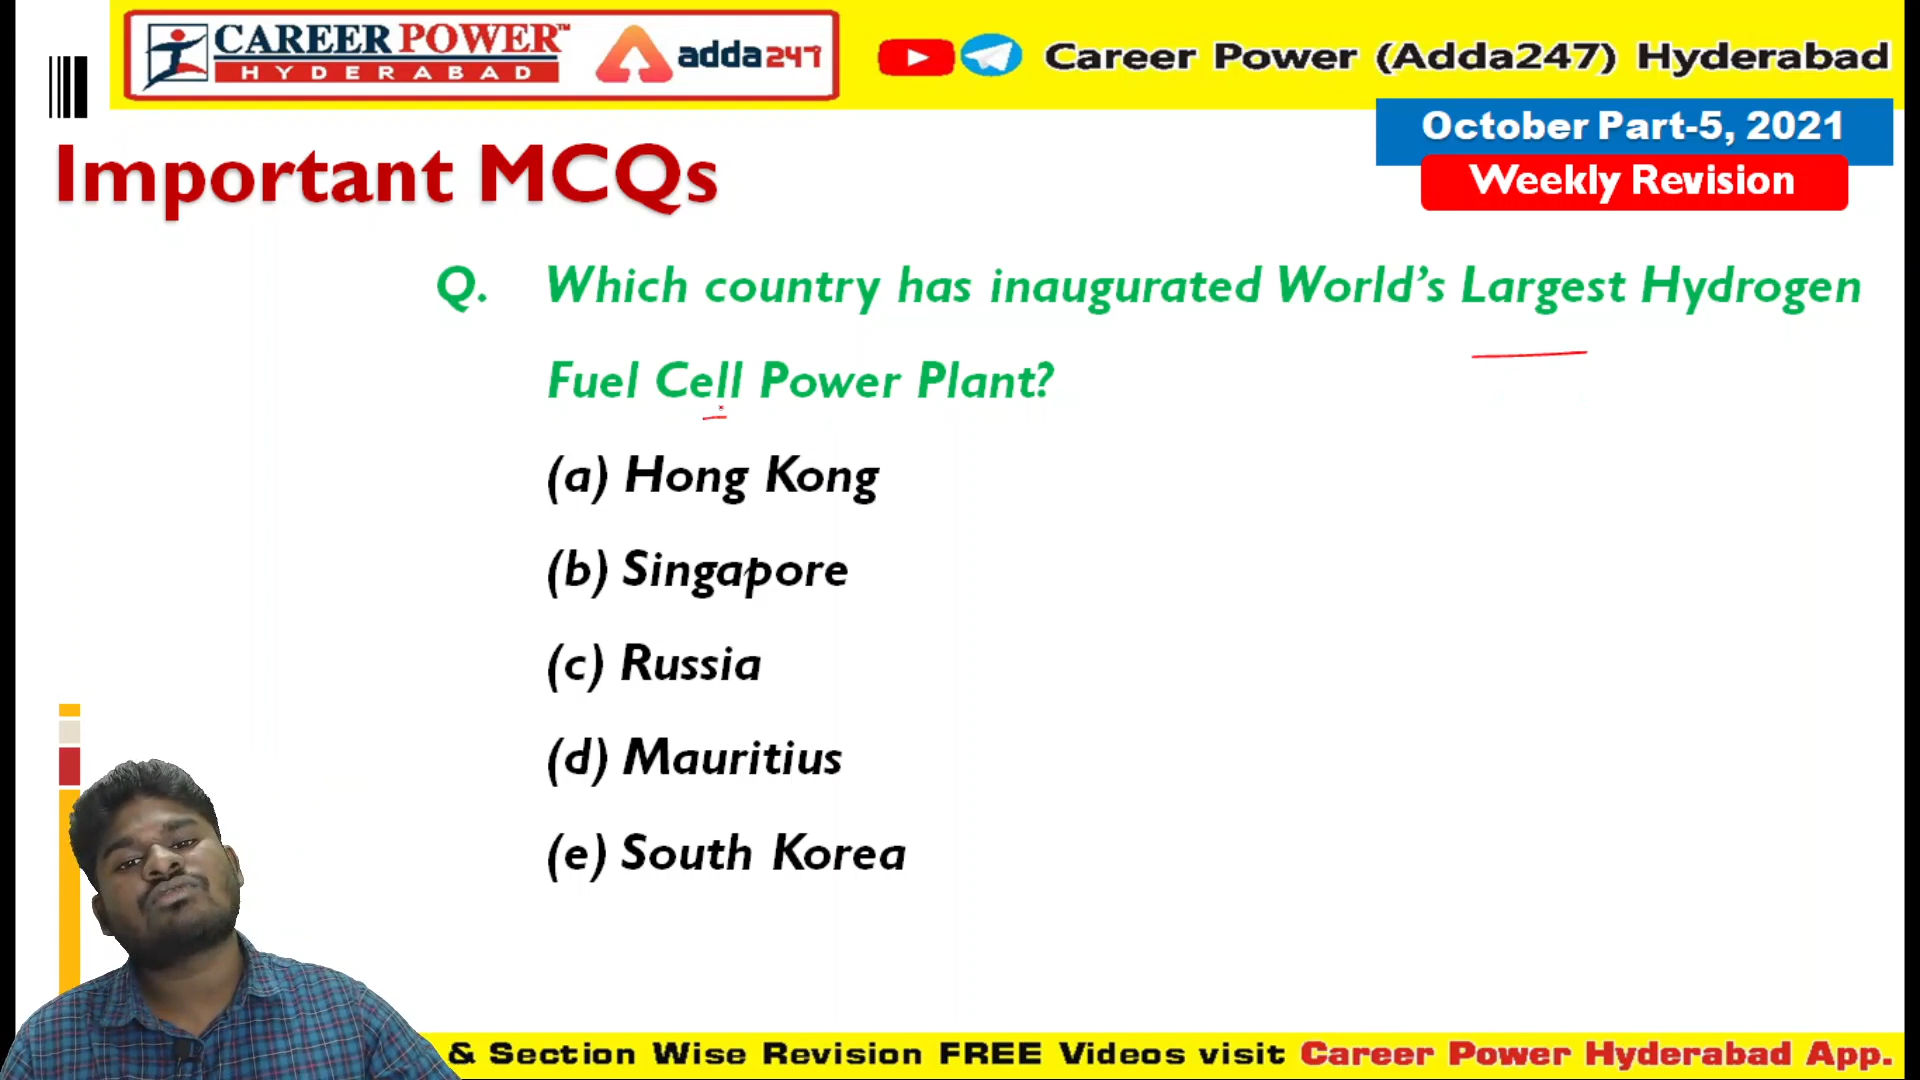 CAREER POWER™
HYDERABAD
adda247
Career Power (Adda247) Hyderabad
October Part-5, 2021
Weekly Revision
Important MCQs
Q. Which country has inaugurated World's Largest Hydrogen
Fuel Cell Power Plant?
(a) Hong Kong
(b) Singapore
(c) Russia
(d) Mauritius
(e) South Korea
& Section Wise Revision FREE Videos visit Career Power Hyderabad App.